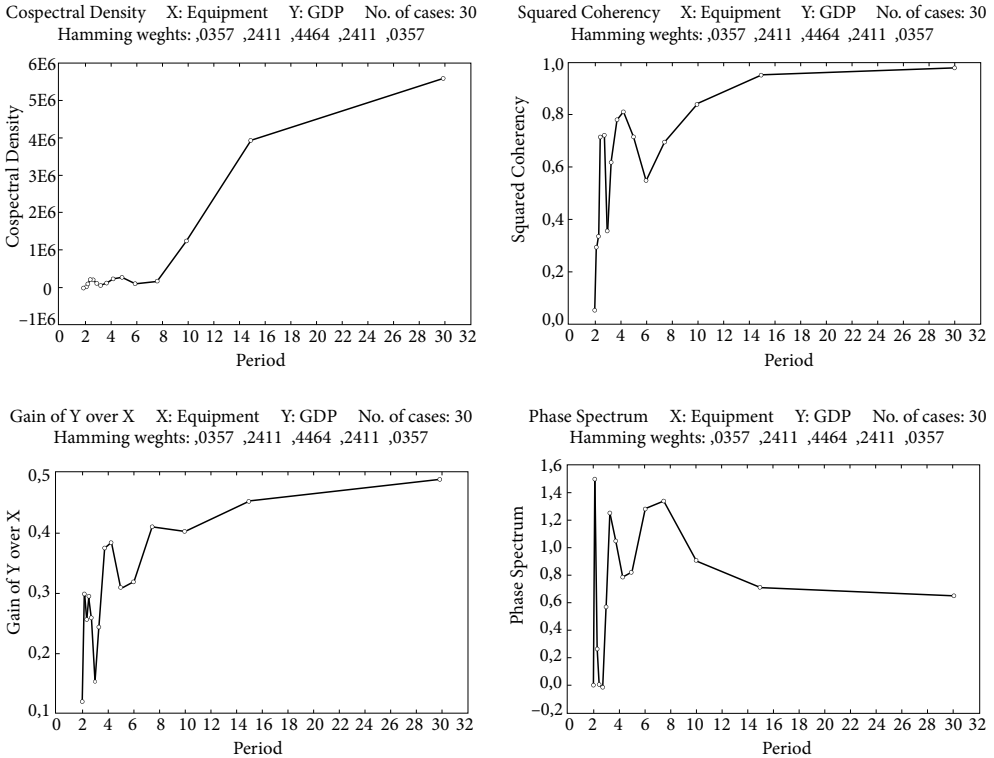 Cospectral Density X: Equipment Y: GDP No. of cases: 30
Hamming weghts: ,0357 ,2411 ,4464 ,2411 ,0357
6E6
5E6
4E6
3E6
2E6
1E6
0
–1E6
Cospectral Density
0 2 4 6 8 10 12 14 16 18 20 22 24 26 28 30 32
Period
Squared Coherency X: Equipment Y: GDP No. of cases: 30
Hamming weghts: ,0357 ,2411 ,4464 ,2411 ,0357
1,0
0,8
0,6
0,4
0,2
0,0
Squared Coherency
0 2 4 6 8 10 12 14 16 18 20 22 24 26 28 30 32
Period
Gain of Y over X X: Equipment Y: GDP No. of cases: 30
Hamming weghts: ,0357 ,2411 ,4464 ,2411 ,0357
0,5
0,4
0,3
0,2
0,1
Gain of Y over X
0 2 4 6 8 10 12 14 16 18 20 22 24 26 28 30 32
Period
Phase Spectrum X: Equipment Y: GDP No. of cases: 30
Hamming weghts: ,0357 ,2411 ,4464 ,2411 ,0357
1,6
1,4
1,2
1,0
0,8
0,6
0,4
0,2
0,0
–0,2
Phase Spectrum
0 2 4 6 8 10 12 14 16 18 20 22 24 26 28 30 32
Period